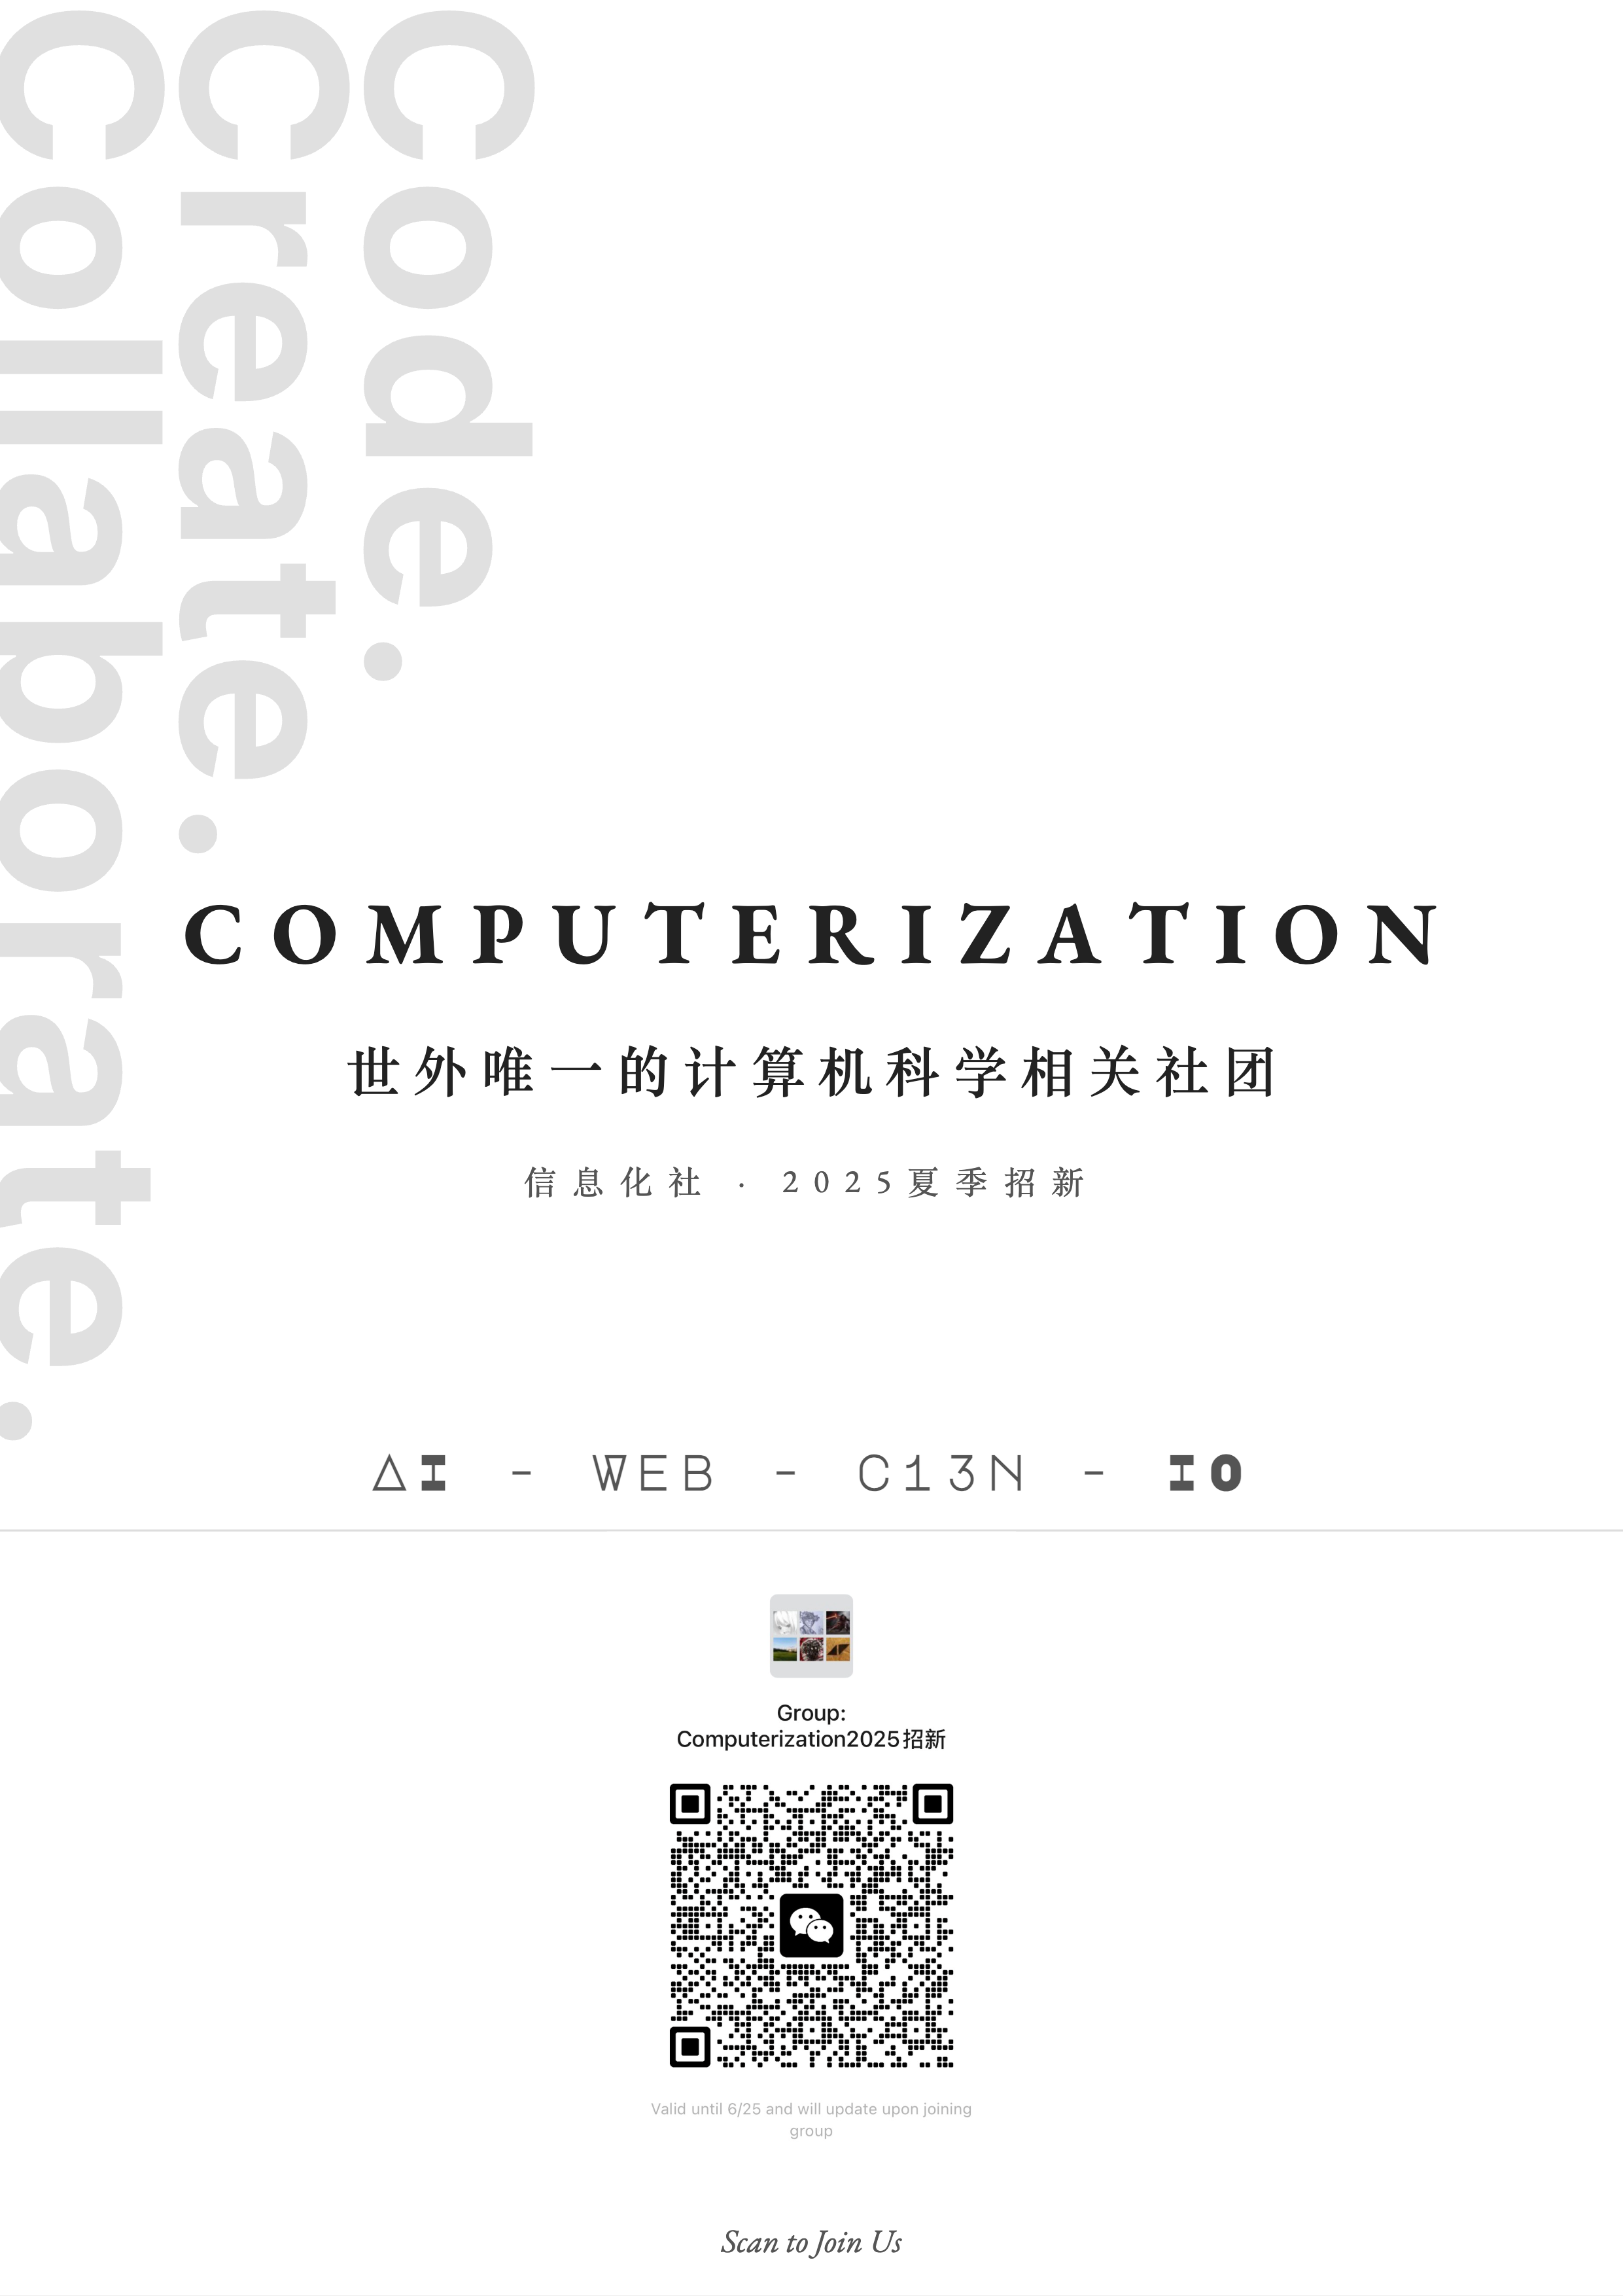 Code.
Create.
Collaborate.
COMPUTERIZATION
世外唯一的计算机科学相关社团
信息化社 · 2025夏季招新
AI - WEB - C13N - IO
Group:
Computerization2025招新
Valid until 6/25 and will update upon joining
group
Scan to Join Us